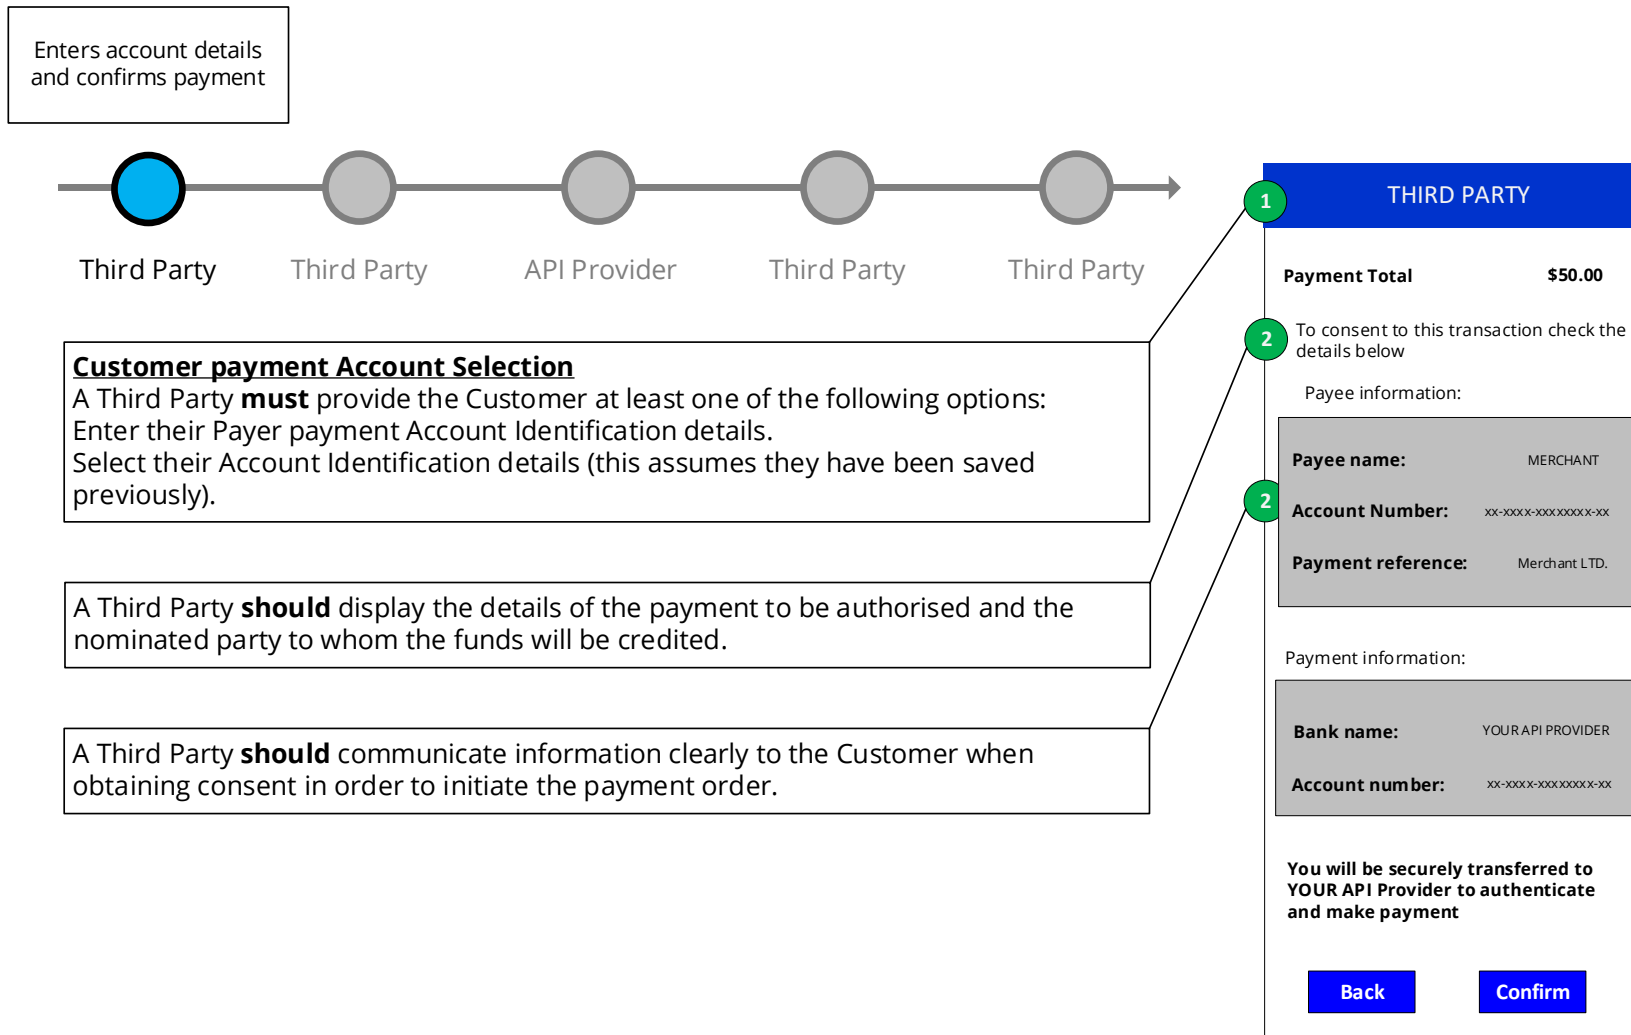 Enters account details
and confirms payment
Third Party
Third Party
API Provider
Third Party
Third Party
Customer payment Account Selection
A Third Party must provide the Customer at least one of the following options:
Enter their Payer payment Account Identification details.
Select their Account Identification details (this assumes they have been saved
previously).
A Third Party should display the details of the payment to be authorised and the
nominated party to whom the funds will be credited.
A Third Party should communicate information clearly to the Customer when
obtaining consent in order to initiate the payment order.
1
THIRD PARTY
Payment Total $50.00
2
To consent to this transaction check the
details below
Payee information:
Payee name: MERCHANT
2
Account Number: xx-xxxx-xxxxxxxx-xx
Payment reference: Merchant LTD.
Payment information:
Bank name: YOUR API PROVIDER
Account number: xx-xxxx-xxxxxxxx-xx
You will be securely transferred to
YOUR API Provider to authenticate
and make payment
Back
Confirm